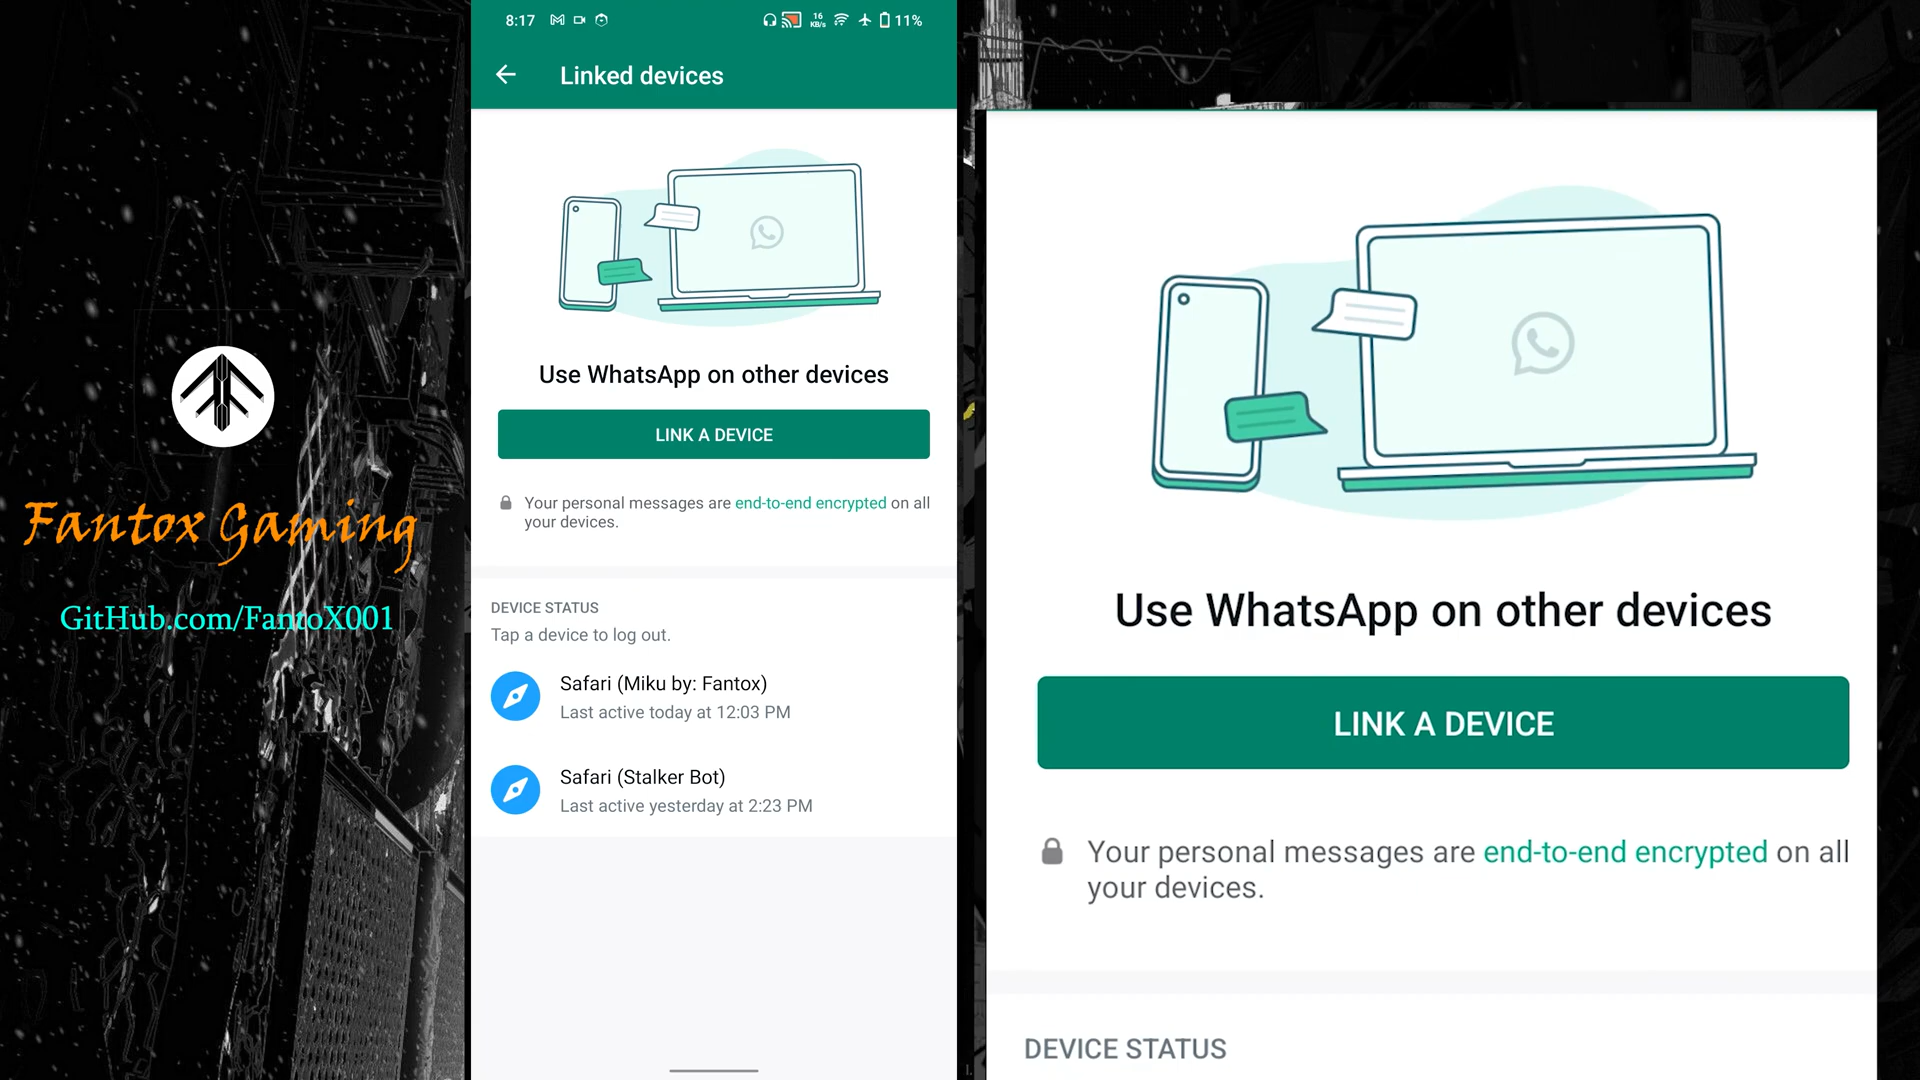 Fantox Gaming
GitHub.com/FantoX001
8:17
16
KB/s
11%
Linked devices
Use WhatsApp on other devices
LINK A DEVICE
Your personal messages are end-to-end encrypted on all
your devices.
DEVICE STATUS
Tap a device to log out.
Safari (Miku by: Fantox)
Last active today at 12:03 PM
Safari (Stalker Bot)
Last active yesterday at 2:23 PM
Use WhatsApp on other devices
LINK A DEVICE
Your personal messages are end-to-end encrypted on all
your devices.
DEVICE STATUS